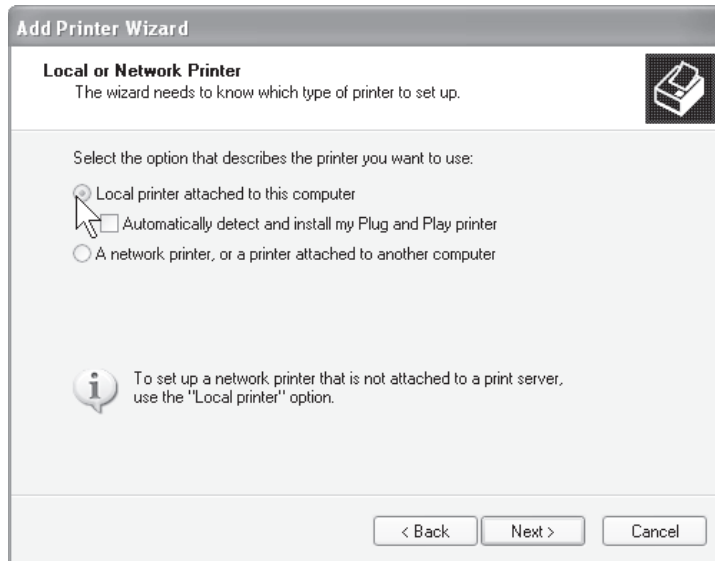 Add Printer Wizard
Local or Network Printer
The wizard needs to know which type of printer to set up.
Select the option that describes the printer you want to use:
Local printer attached to this computer
Automatically detect and install my Plug and Play printer
A network printer, or a printer attached to another computer
To set up a network printer that is not attached to a print server,
use the "Local printer" option.
< Back Next > Cancel